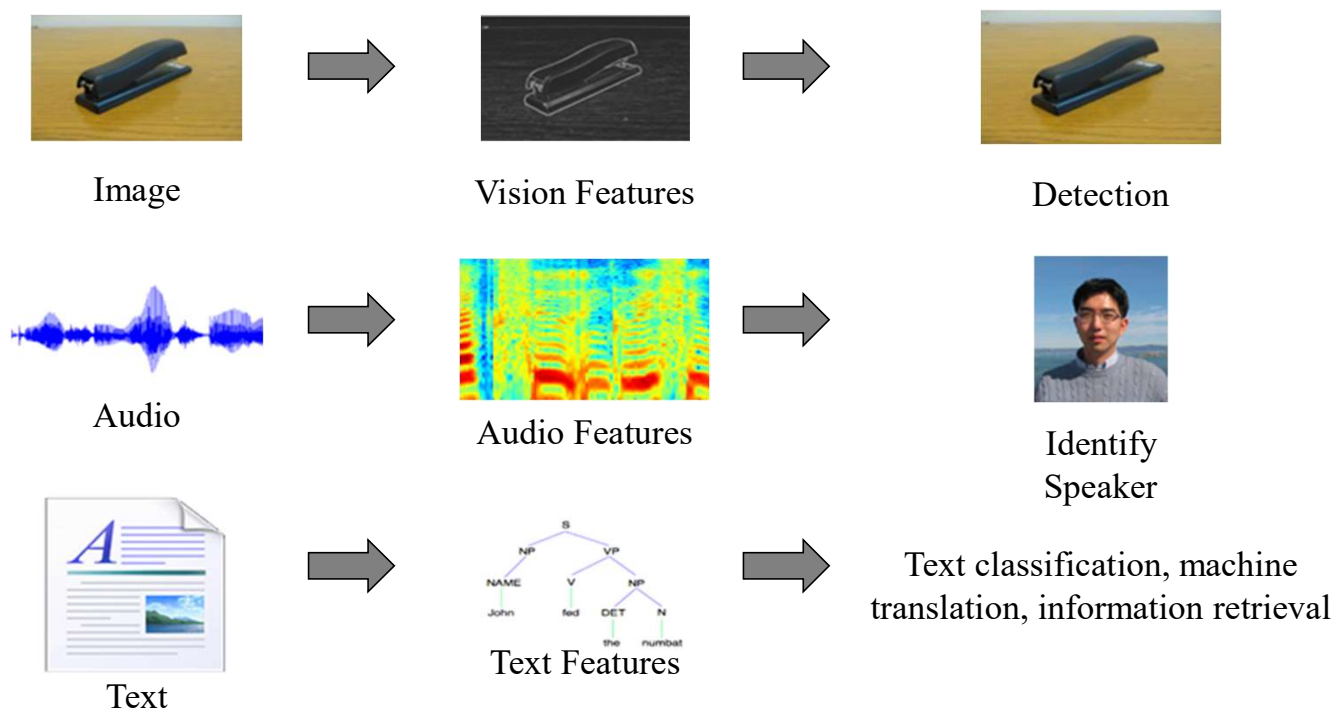 Image
Vision Features
Detection
Audio
Audio Features
Identify
Speaker
A
S
NP VP
NAME V NP
John fed DET N
the numbat
Text classification, machine
translation, information retrieval
Text Features
Text